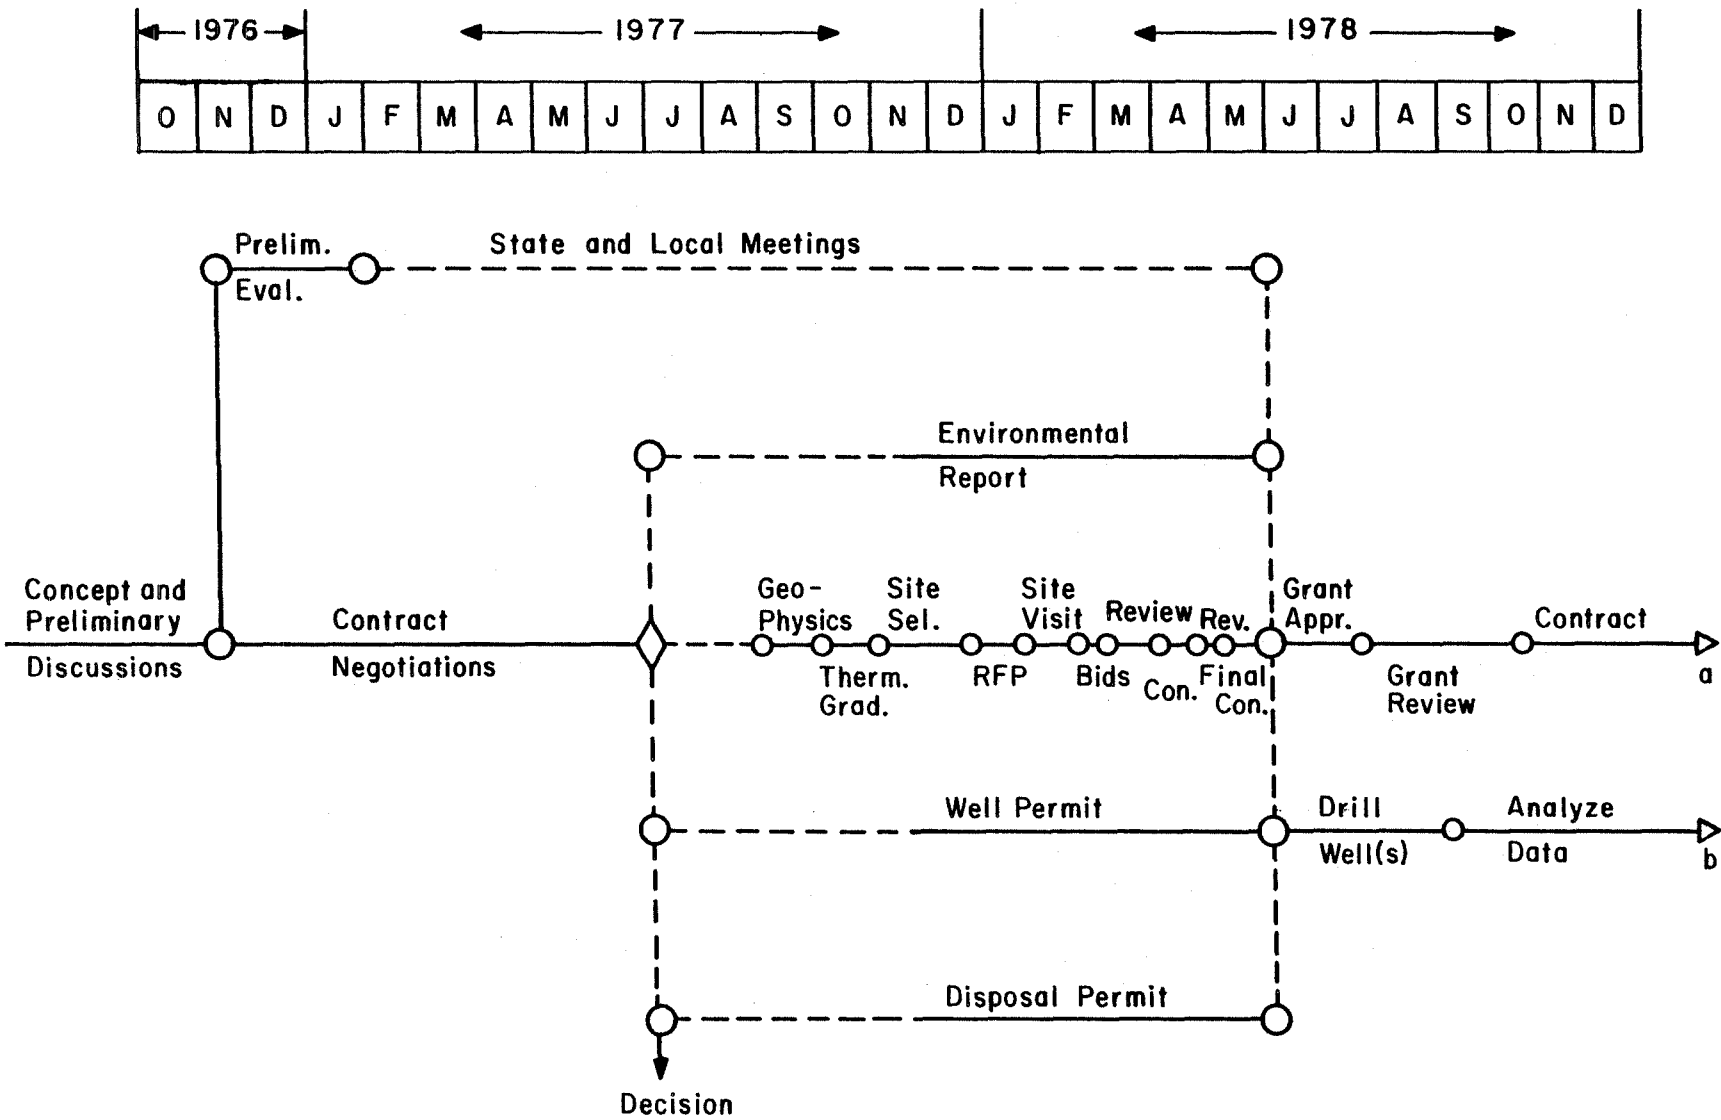 1976 1977 1978
O N D J F M A M J J A S O N D J F M A M J J A S O N D
Prelim.
Eval.
State and Local Meetings
Environmental
Report
Concept and
Preliminary
Discussions
Contract
Negotiations
Geo-
Physics
Therm.
Grad.
Site
Sel.
RFP
Site
Visit
Bids
Review
Con.
Rev.
Final
Con.
Grant
Appr.
Grant
Review
Contract
a
Well Permit
Drill
Well(s)
Analyze
Data
b
Disposal Permit
Decision